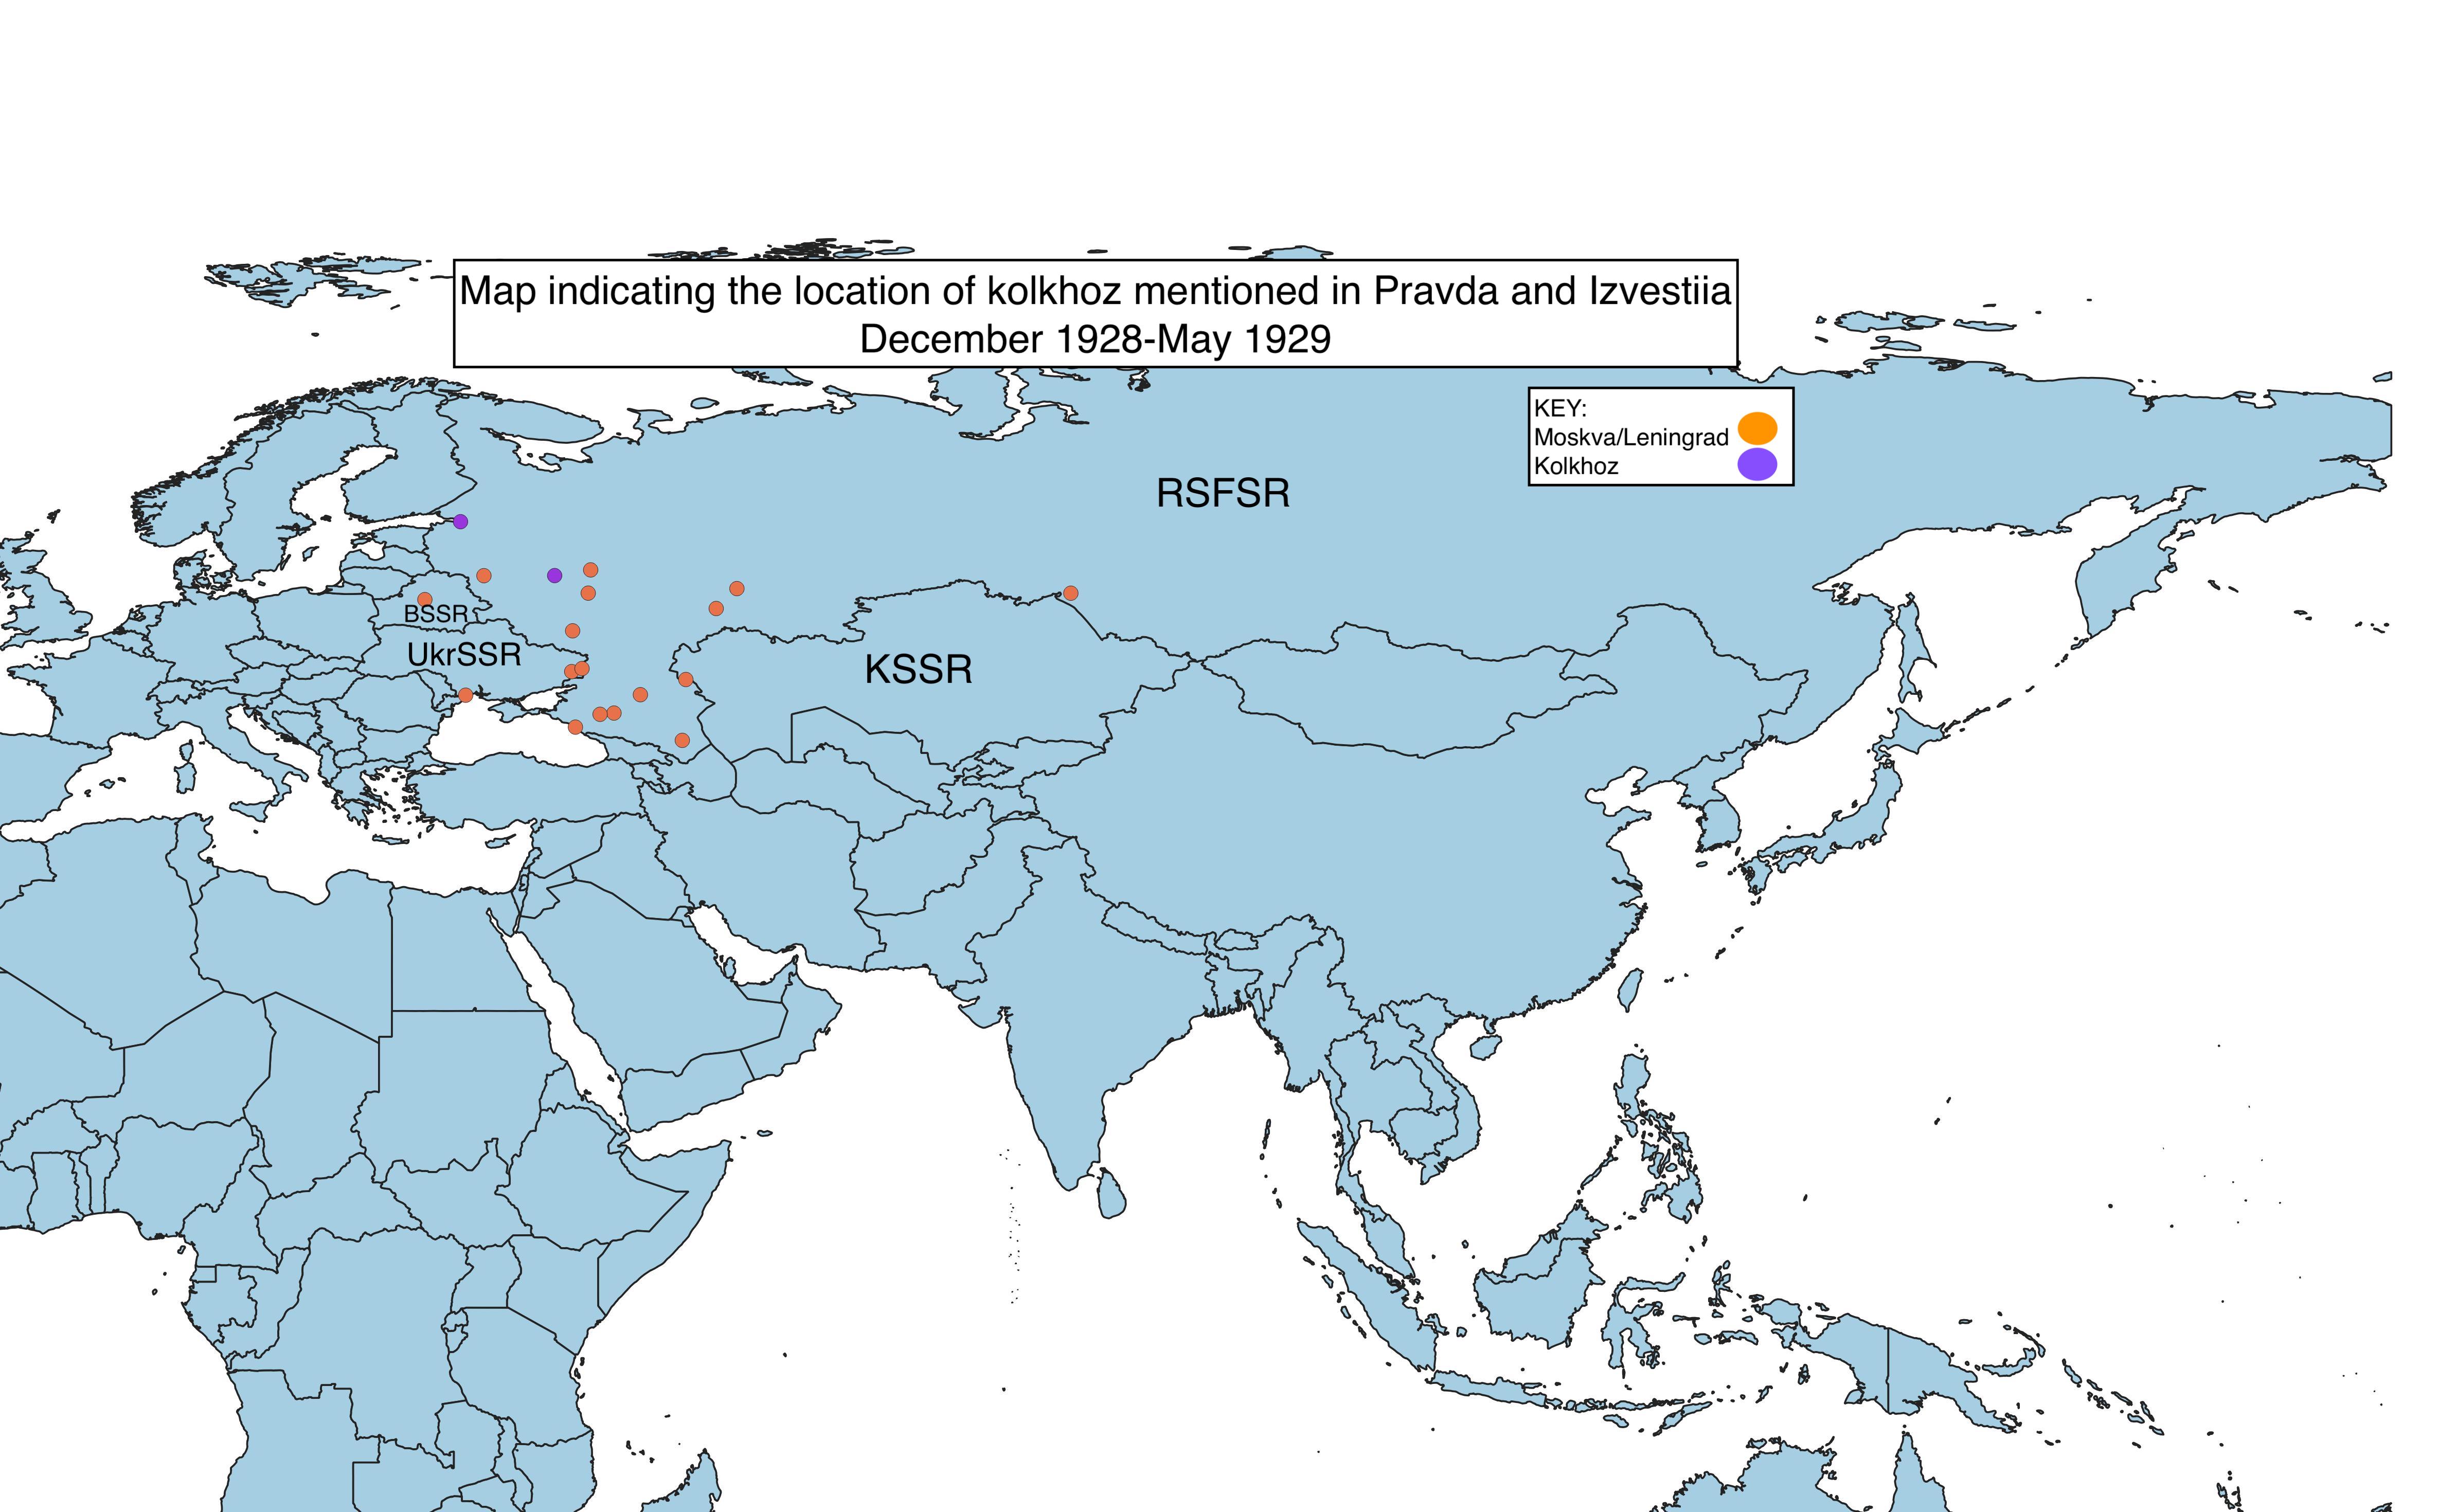 Map indicating the location of kolkhoz mentioned in Pravda and Izvestiia
December 1928-May 1929
KEY:
Moskva/Leningrad
Kolkhoz
RSFSR
BSSR
UkrSSR
KSSR